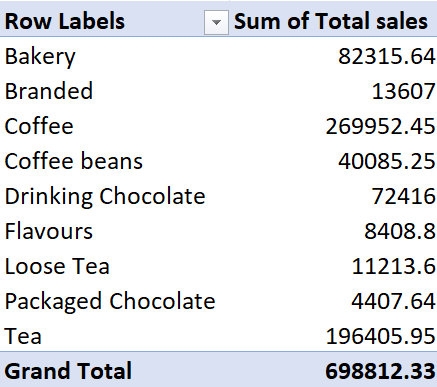 Row Labels Sum of Total sales
Bakery 82315.64
Branded 13607
Coffee 269952.45
Coffee beans 40085.25
Drinking Chocolate 72416
Flavours 8408.8
Loose Tea 11213.6
Packaged Chocolate 4407.64
Tea 196405.95
Grand Total 698812.33